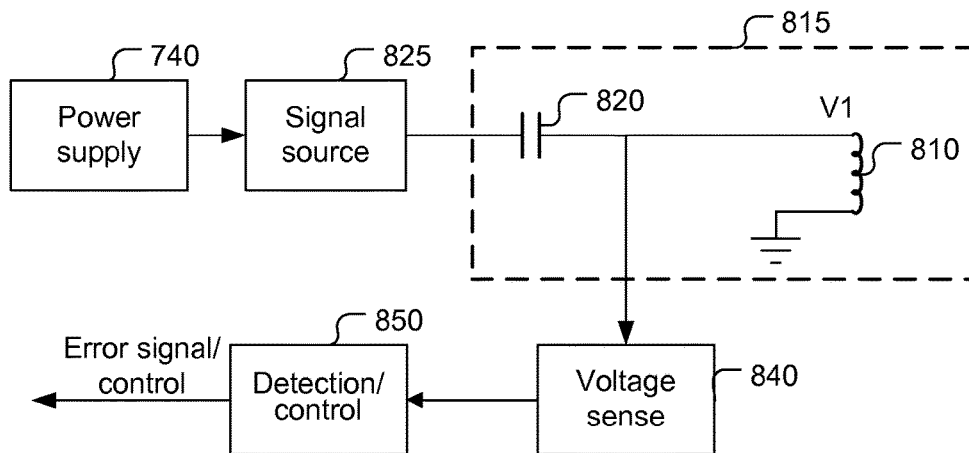 740
825
815
Power
supply
Signal
source
820
V1
810
850
Error signal/
control
Detection/
control
Voltage
sense
840